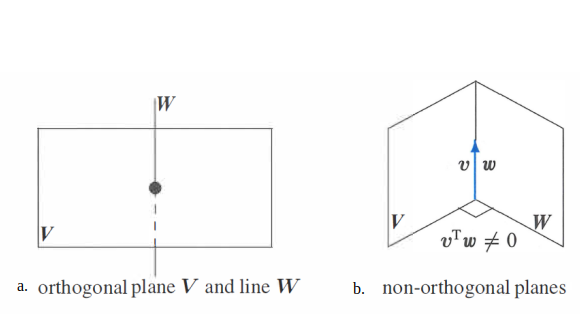 W
V
a. orthogonal plane V and line W
v w
V
W
vᵀw ≠ 0
b. non-orthogonal planes